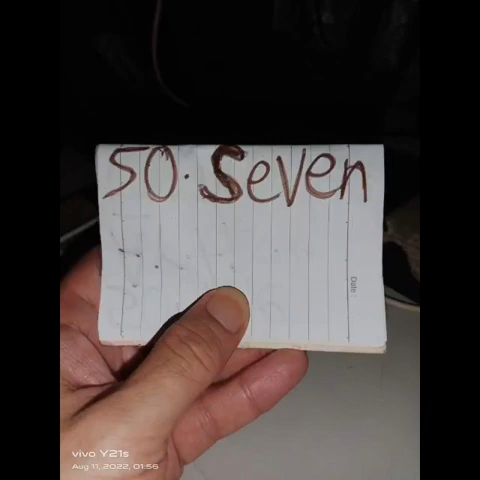 50. Seven
Date :
vivo Y21s
Aug 11, 2022, 01:56